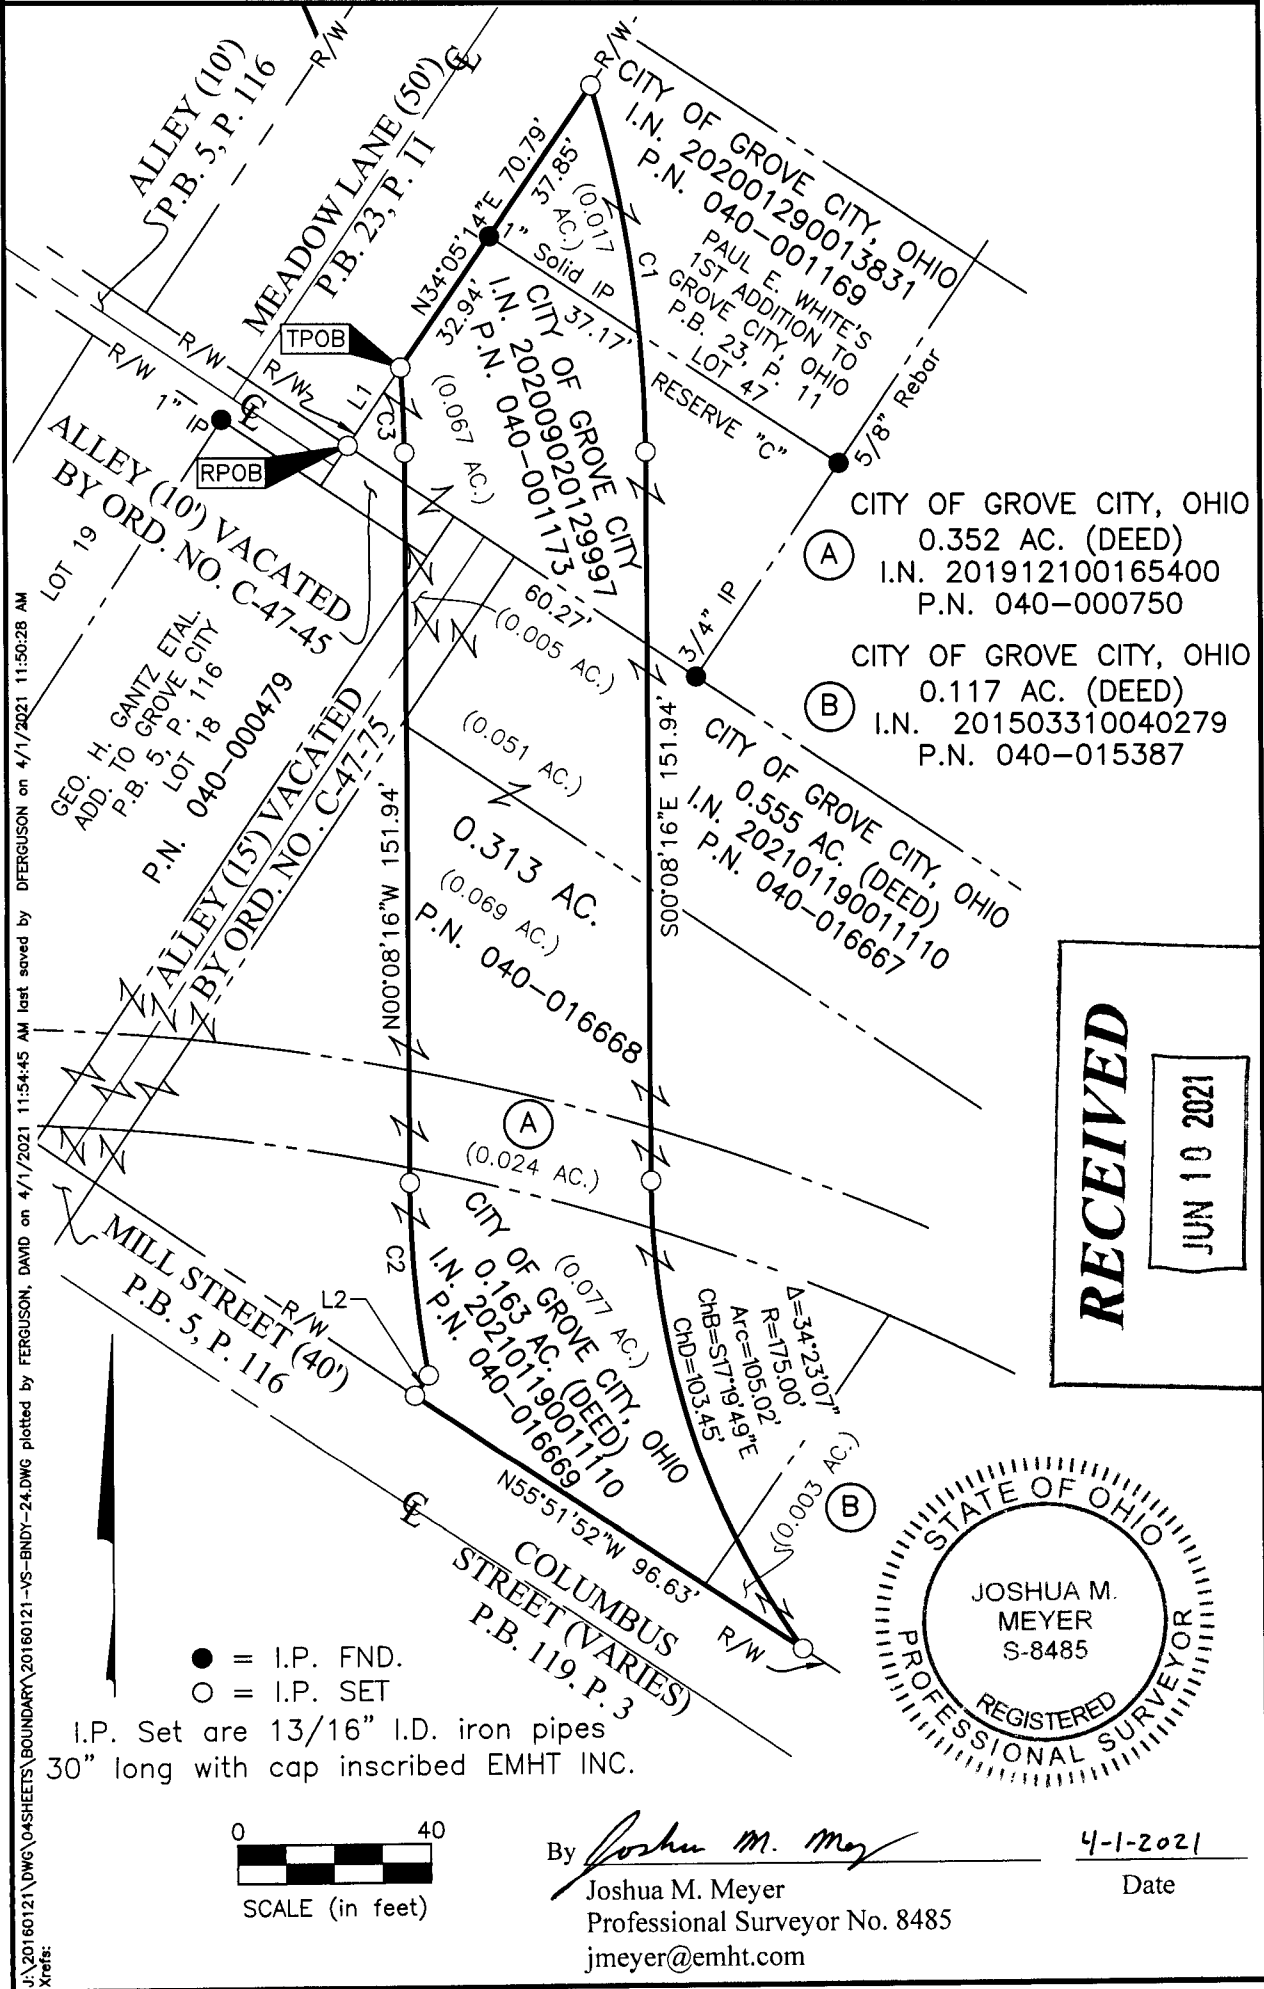 R/W
ALLEY (10')
P.B. 5, P. 116
MEADOW LANE (50')
P.B. 23, P. 11
℄
R/W
CITY OF GROVE CITY, OHIO
I.N. 202001290013831
P.N. 040-001169
PAUL E. WHITE'S
1ST ADDITION TO
GROVE CITY, OHIO
P.B. 23, P. 11
LOT 47
RESERVE "C"
N34°05'14"E 70.79'
37.85'
32.94'
(0.017
AC.)
C1
1" Solid IP
37.17'
5/8" Rebar
TPOB
R/W
R/W
R/W
L1
C3
1" IP
℄
RPOB
CITY OF GROVE CITY
I.N. 202009020129997
P.N. 040-001173
(0.067 AC.)
ALLEY (10') VACATED
BY ORD. NO. C-47-45
LOT 19
60.27'
(0.005 AC.)
3/4" IP
A
CITY OF GROVE CITY, OHIO
0.352 AC. (DEED)
I.N. 201912100165400
P.N. 040-000750
B
CITY OF GROVE CITY, OHIO
0.117 AC. (DEED)
I.N. 201503310040279
P.N. 040-015387
GEO. H. GANTZ ETAL.
ADD. TO GROVE CITY
P.B. 5, P. 116
LOT 18
P.N. 040-000479
ALLEY (15') VACATED
BY ORD. NO. C-47-75
(0.051 AC.)
0.313 AC.
(0.069 AC.)
P.N. 040-016668
N00°08'16"W 151.94'
S00°08'16"E 151.94'
CITY OF GROVE CITY, OHIO
0.555 AC. (DEED)
I.N. 202101190011110
P.N. 040-016667
RECEIVED
JUN 10 2021
A
(0.024 AC.)
C2
L2
MILL STREET (40')
P.B. 5, P. 116
R/W
(0.077 AC.)
CITY OF GROVE CITY, OHIO
0.163 AC. (DEED)
I.N. 202101190011110
P.N. 040-016669
Δ=34°23'07"
R=175.00'
Arc=105.02'
ChB=S17°19'49"E
ChD=103.45'
(0.003 AC.)
B
N55°51'52"W 96.63'
℄
COLUMBUS
STREET (VARIES)
P.B. 119, P. 3
R/W
STATE OF OHIO
JOSHUA M.
MEYER
S-8485
REGISTERED
PROFESSIONAL SURVEYOR
● = I.P. FND.
○ = I.P. SET
I.P. Set are 13/16" I.D. iron pipes
30" long with cap inscribed EMHT INC.
0 40
SCALE (in feet)
By Joshua M. Mey
4-1-2021
Joshua M. Meyer
Date
Professional Surveyor No. 8485
jmeyer@emht.com
J:\20160121\DWG\04SHEETS\BOUNDARY\20160121-VS-BNDY-24.DWG plotted by FERGUSON, DAVID on 4/1/2021 11:54:45 AM last saved by DFERGUSON on 4/1/2021 11:50:28 AM
Xrefs: